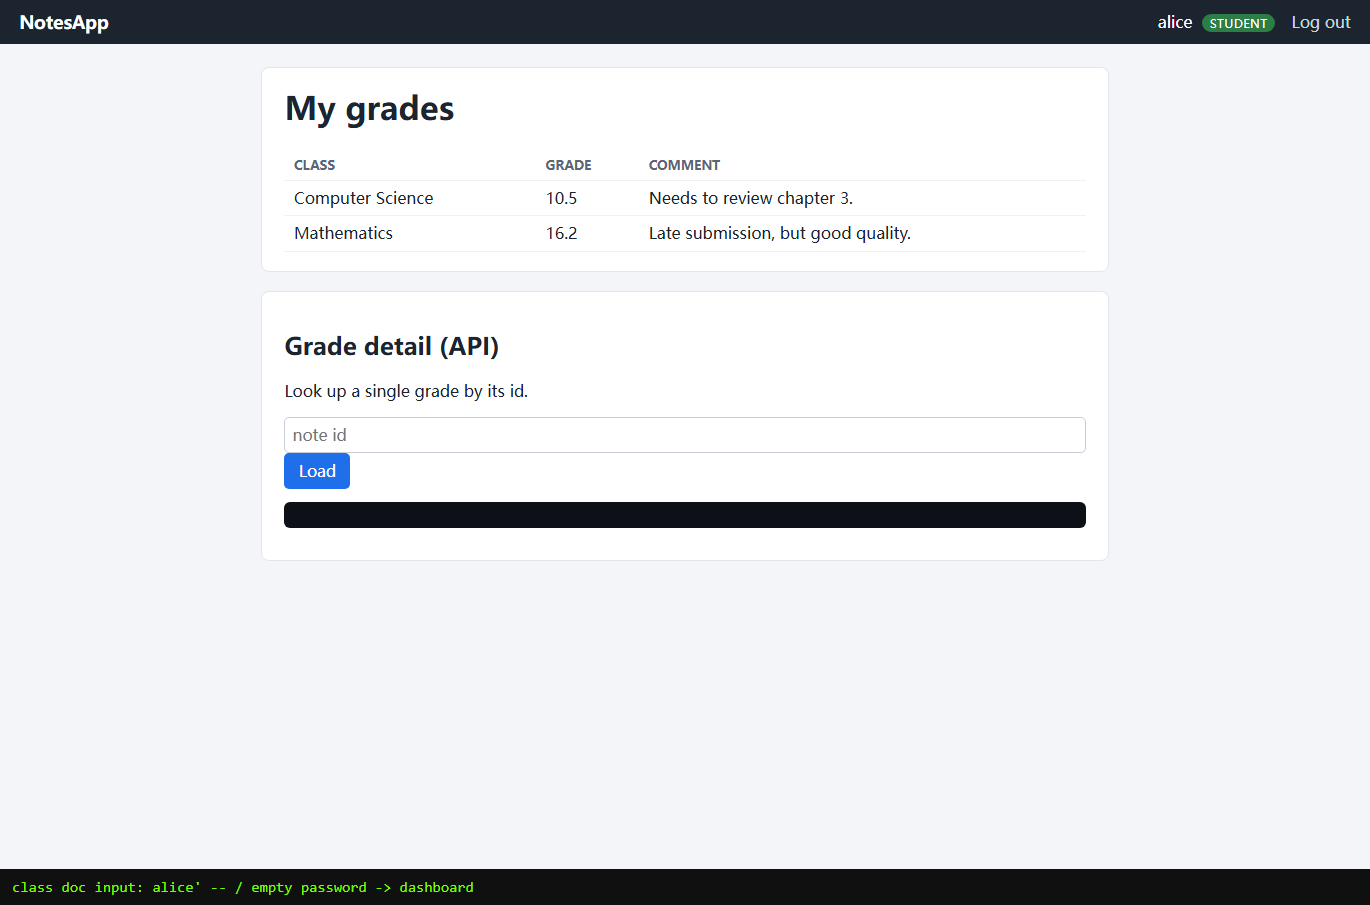 NotesApp
alice STUDENT Log out
My grades
CLASS GRADE COMMENT
Computer Science 10.5 Needs to review chapter 3.
Mathematics 16.2 Late submission, but good quality.
Grade detail (API)
Look up a single grade by its id.
note id
Load
class doc input: alice' -- / empty password -> dashboard